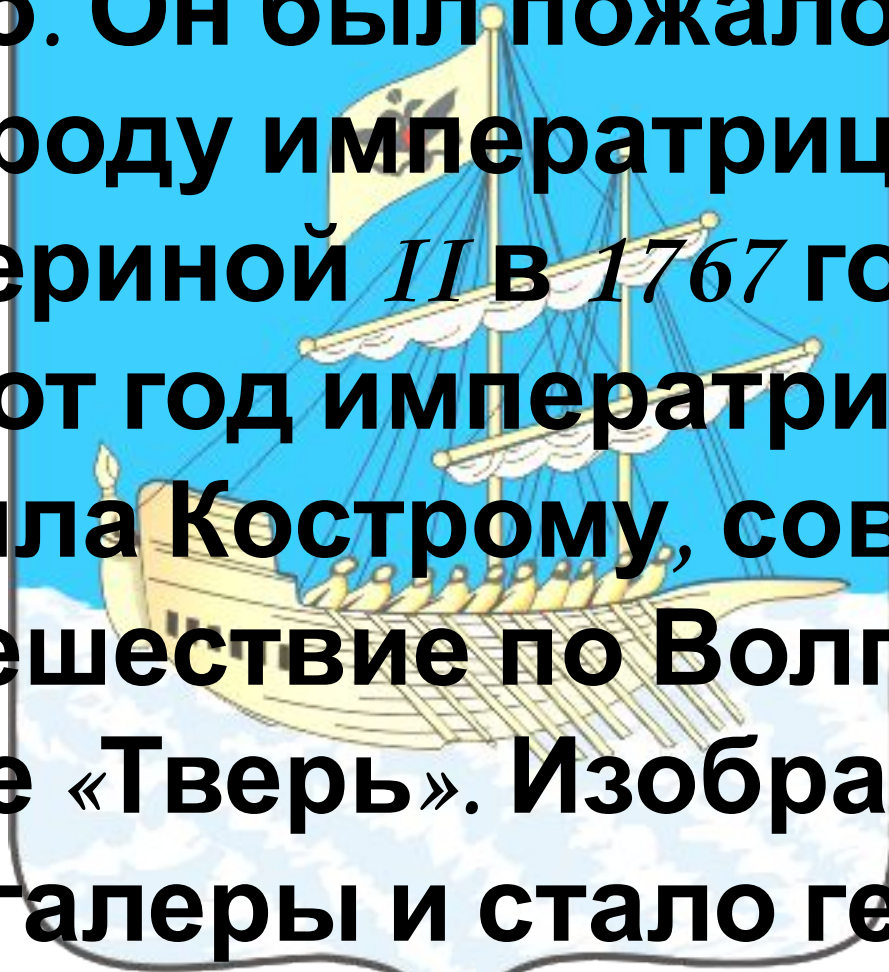 о. Он был пожало
роду императриц
ериной II в 1767 го
от год императри
ила Кострому, сов
ешествие по Волг
е «Тверь». Изобра
галеры и стало ге